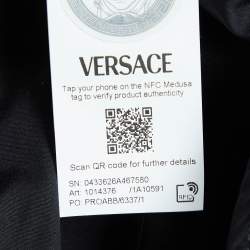 VERSACE
Tap your phone on the NFC Medusa
tag to verify product authenticity
Scan QR code for further details
SN: 0433626A467580
Art: 1014376 /1A10591
PO: PROABB/6337/1
NFC